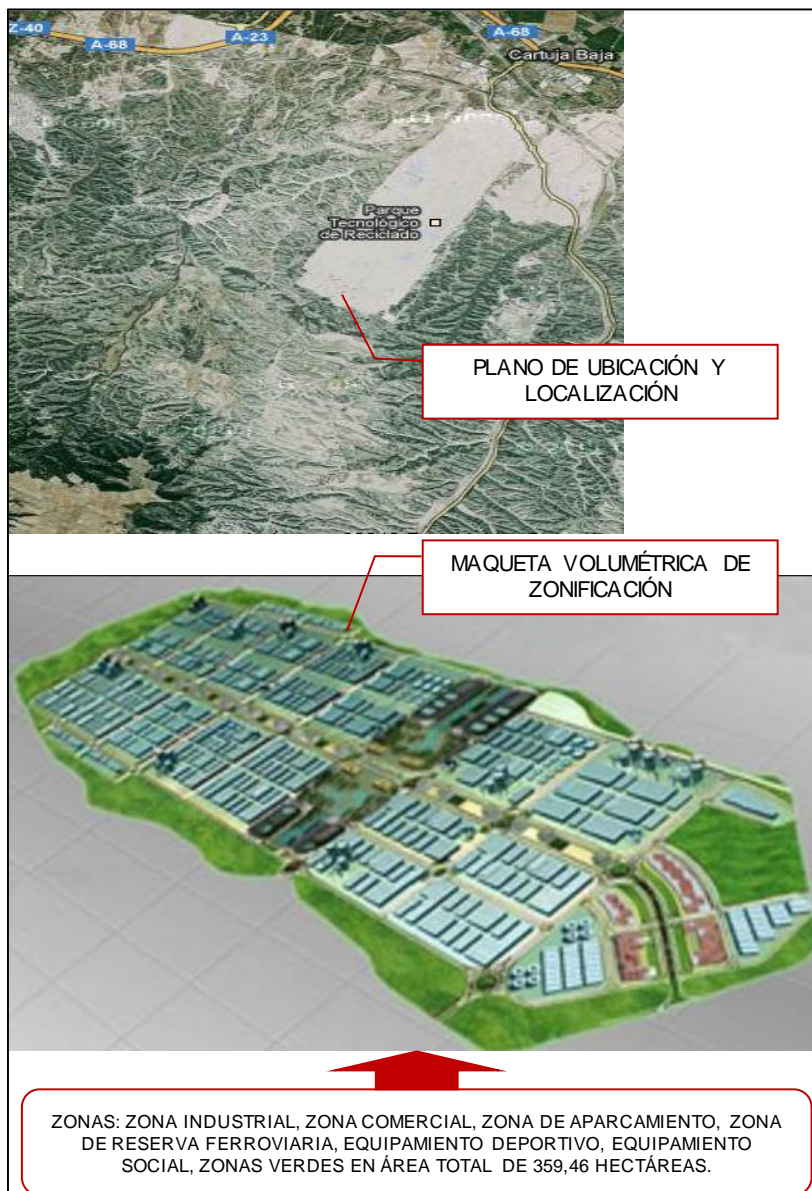 Z-40
A-68
A-23
A-68
Cartuja Baja
Parque
Tecnológico
de Reciclado
PLANO DE UBICACIÓN Y
LOCALIZACIÓN
MAQUETA VOLUMÉTRICA DE
ZONIFICACIÓN
ZONAS: ZONA INDUSTRIAL, ZONA COMERCIAL, ZONA DE APARCAMIENTO, ZONA
DE RESERVA FERROVIARIA, EQUIPAMIENTO DEPORTIVO, EQUIPAMIENTO
SOCIAL, ZONAS VERDES EN ÁREA TOTAL DE 359,46 HECTÁREAS.